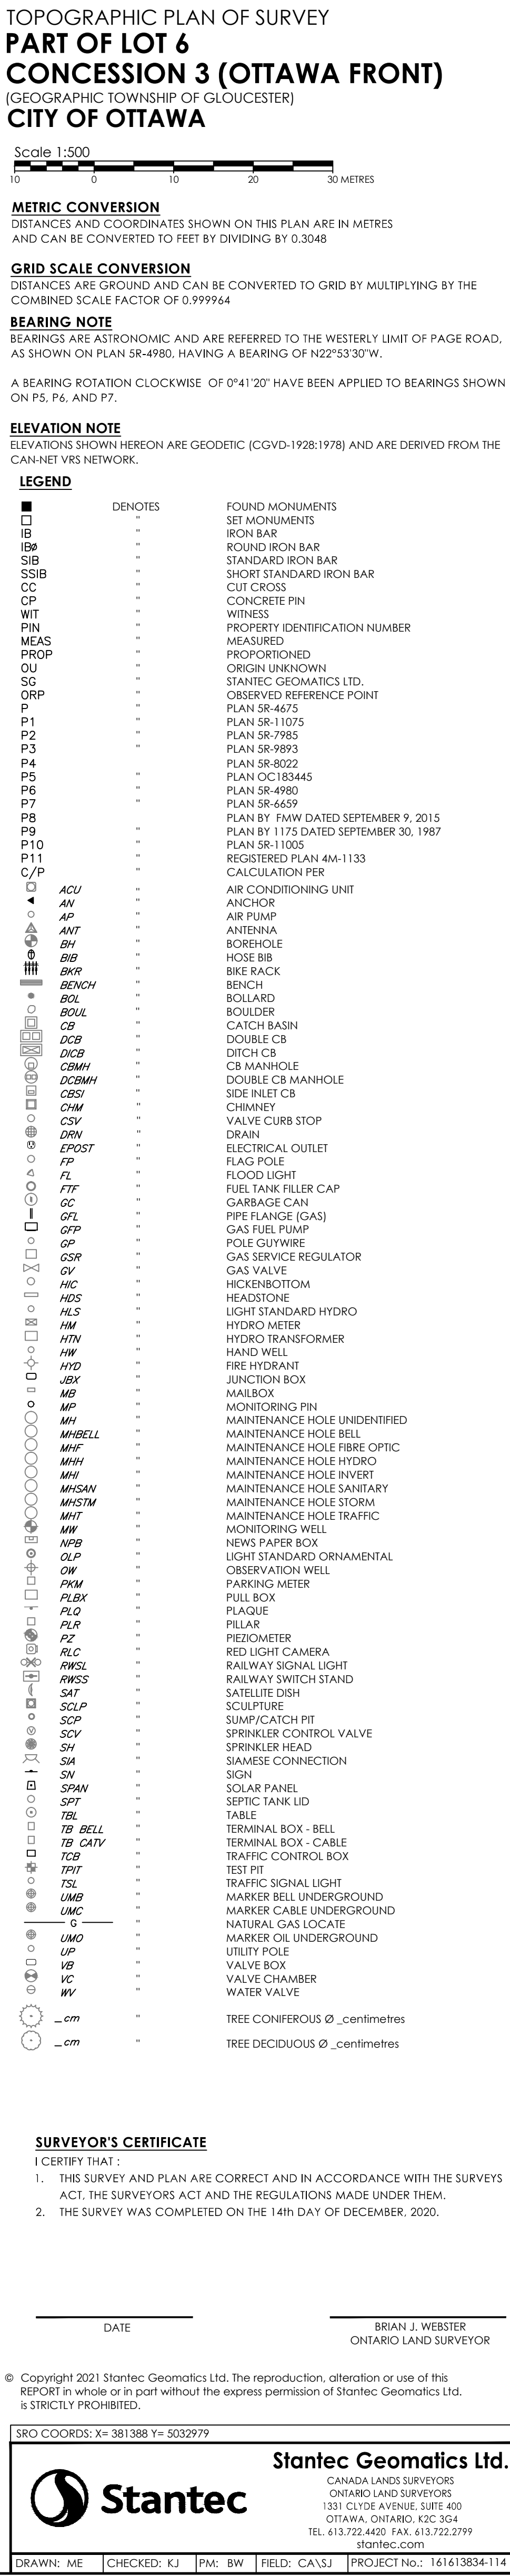 TOPOGRAPHIC PLAN OF SURVEY
PART OF LOT 6
CONCESSION 3 (OTTAWA FRONT)
(GEOGRAPHIC TOWNSHIP OF GLOUCESTER)
CITY OF OTTAWA
Scale 1:500
10 0 10 20 30 METRES
METRIC CONVERSION
DISTANCES AND COORDINATES SHOWN ON THIS PLAN ARE IN METRES
AND CAN BE CONVERTED TO FEET BY DIVIDING BY 0.3048
GRID SCALE CONVERSION
DISTANCES ARE GROUND AND CAN BE CONVERTED TO GRID BY MULTIPLYING BY THE
COMBINED SCALE FACTOR OF 0.999964
BEARING NOTE
BEARINGS ARE ASTRONOMIC AND ARE REFERRED TO THE WESTERLY LIMIT OF PAGE ROAD,
AS SHOWN ON PLAN 5R-4980, HAVING A BEARING OF N22°53'30"W.
A BEARING ROTATION CLOCKWISE OF 0°41'20" HAVE BEEN APPLIED TO BEARINGS SHOWN
ON P5, P6, AND P7.
ELEVATION NOTE
ELEVATIONS SHOWN HEREON ARE GEODETIC (CGVD-1928:1978) AND ARE DERIVED FROM THE
CAN-NET VRS NETWORK.
LEGEND
DENOTES FOUND MONUMENTS
" SET MONUMENTS
IB " IRON BAR
IBØ " ROUND IRON BAR
SIB " STANDARD IRON BAR
SSIB " SHORT STANDARD IRON BAR
CC " CUT CROSS
CP " CONCRETE PIN
WIT " WITNESS
PIN " PROPERTY IDENTIFICATION NUMBER
MEAS " MEASURED
PROP " PROPORTIONED
OU " ORIGIN UNKNOWN
SG " STANTEC GEOMATICS LTD.
ORP " OBSERVED REFERENCE POINT
P " PLAN 5R-4675
P1 " PLAN 5R-11075
P2 " PLAN 5R-7985
P3 " PLAN 5R-9893
P4 PLAN 5R-8022
P5 " PLAN OC183445
P6 " PLAN 5R-4980
P7 " PLAN 5R-6659
P8 PLAN BY FMW DATED SEPTEMBER 9, 2015
P9 " PLAN BY 1175 DATED SEPTEMBER 30, 1987
P10 " PLAN 5R-11005
P11 " REGISTERED PLAN 4M-1133
C/P " CALCULATION PER
ACU " AIR CONDITIONING UNIT
AN " ANCHOR
AP " AIR PUMP
ANT " ANTENNA
BH " BOREHOLE
BIB " HOSE BIB
BKR " BIKE RACK
BENCH " BENCH
BOL " BOLLARD
BOUL " BOULDER
CB " CATCH BASIN
DCB " DOUBLE CB
DICB " DITCH CB
CBMH " CB MANHOLE
DCBMH " DOUBLE CB MANHOLE
CBSI " SIDE INLET CB
CHM " CHIMNEY
CSV " VALVE CURB STOP
DRN " DRAIN
EPOST " ELECTRICAL OUTLET
FP " FLAG POLE
FL " FLOOD LIGHT
FTF " FUEL TANK FILLER CAP
GC " GARBAGE CAN
GFL " PIPE FLANGE (GAS)
GFP " GAS FUEL PUMP
GP " POLE GUYWIRE
GSR " GAS SERVICE REGULATOR
GV " GAS VALVE
HIC " HICKENBOTTOM
HDS " HEADSTONE
HLS " LIGHT STANDARD HYDRO
HM " HYDRO METER
HTN " HYDRO TRANSFORMER
HW " HAND WELL
HYD " FIRE HYDRANT
JBX " JUNCTION BOX
MB " MAILBOX
MP " MONITORING PIN
MH " MAINTENANCE HOLE UNIDENTIFIED
MHBELL " MAINTENANCE HOLE BELL
MHF " MAINTENANCE HOLE FIBRE OPTIC
MHH " MAINTENANCE HOLE HYDRO
MHI " MAINTENANCE HOLE INVERT
MHSAN " MAINTENANCE HOLE SANITARY
MHSTM " MAINTENANCE HOLE STORM
MHT " MAINTENANCE HOLE TRAFFIC
MW " MONITORING WELL
NPB " NEWS PAPER BOX
OLP " LIGHT STANDARD ORNAMENTAL
OW " OBSERVATION WELL
PKM " PARKING METER
PLBX " PULL BOX
PLQ " PLAQUE
PLR " PILLAR
PZ " PIEZIOMETER
RLC " RED LIGHT CAMERA
RWSL " RAILWAY SIGNAL LIGHT
RWSS " RAILWAY SWITCH STAND
SAT " SATELLITE DISH
SCLP " SCULPTURE
SCP " SUMP/CATCH PIT
V SCV " SPRINKLER CONTROL VALVE
SH " SPRINKLER HEAD
SIA " SIAMESE CONNECTION
SN " SIGN
SPAN " SOLAR PANEL
SPT " SEPTIC TANK LID
TBL " TABLE
TB BELL " TERMINAL BOX - BELL
TB CATV " TERMINAL BOX - CABLE
TCB " TRAFFIC CONTROL BOX
TPIT " TEST PIT
TSL " TRAFFIC SIGNAL LIGHT
UMB " MARKER BELL UNDERGROUND
UMC " MARKER CABLE UNDERGROUND
G " NATURAL GAS LOCATE
UMO " MARKER OIL UNDERGROUND
UP " UTILITY POLE
VB " VALVE BOX
VC " VALVE CHAMBER
WV " WATER VALVE
_cm " TREE CONIFEROUS Ø _centimetres
_cm " TREE DECIDUOUS Ø _centimetres
SURVEYOR'S CERTIFICATE
I CERTIFY THAT :
1. THIS SURVEY AND PLAN ARE CORRECT AND IN ACCORDANCE WITH THE SURVEYS
ACT, THE SURVEYORS ACT AND THE REGULATIONS MADE UNDER THEM.
2. THE SURVEY WAS COMPLETED ON THE 14th DAY OF DECEMBER, 2020.
DATE
BRIAN J. WEBSTER
ONTARIO LAND SURVEYOR
© Copyright 2021 Stantec Geomatics Ltd. The reproduction, alteration or use of this
REPORT in whole or in part without the express permission of Stantec Geomatics Ltd.
is STRICTLY PROHIBITED.
SRO COORDS: X= 381388 Y= 5032979
Stantec
Stantec Geomatics Ltd.
CANADA LANDS SURVEYORS
ONTARIO LAND SURVEYORS
1331 CLYDE AVENUE, SUITE 400
OTTAWA, ONTARIO, K2C 3G4
TEL. 613.722.4420 FAX. 613.722.2799
stantec.com
DRAWN: ME CHECKED: KJ PM: BW FIELD: CA\SJ PROJECT No.: 161613834-114